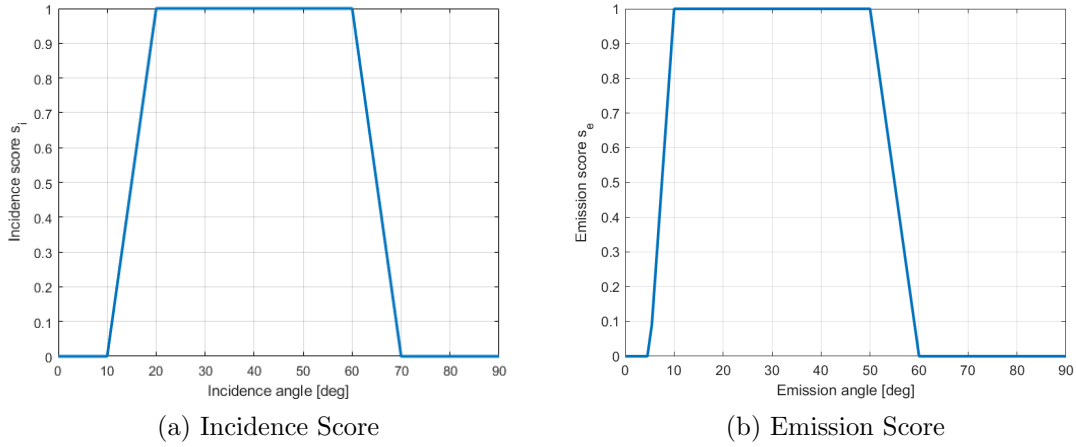 1
0.9
0.8
0.7
0.6
0.5
0.4
0.3
0.2
0.1
0
Incidence score s_i
0 10 20 30 40 50 60 70 80 90
Incidence angle [deg]
(a) Incidence Score
1
0.9
0.8
0.7
0.6
0.5
0.4
0.3
0.2
0.1
0
Emission score s_e
0 10 20 30 40 50 60 70 80 90
Emission angle [deg]
(b) Emission Score